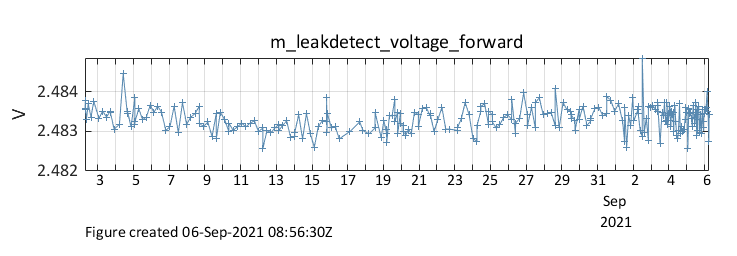 m_leakdetect_voltage_forward
2.484
2.483
2.482
V
3 5 7 9 11 13 15 17 19 21 23 25 27 29 31 2 4 6
Sep
2021
Figure created 06-Sep-2021 08:56:30Z